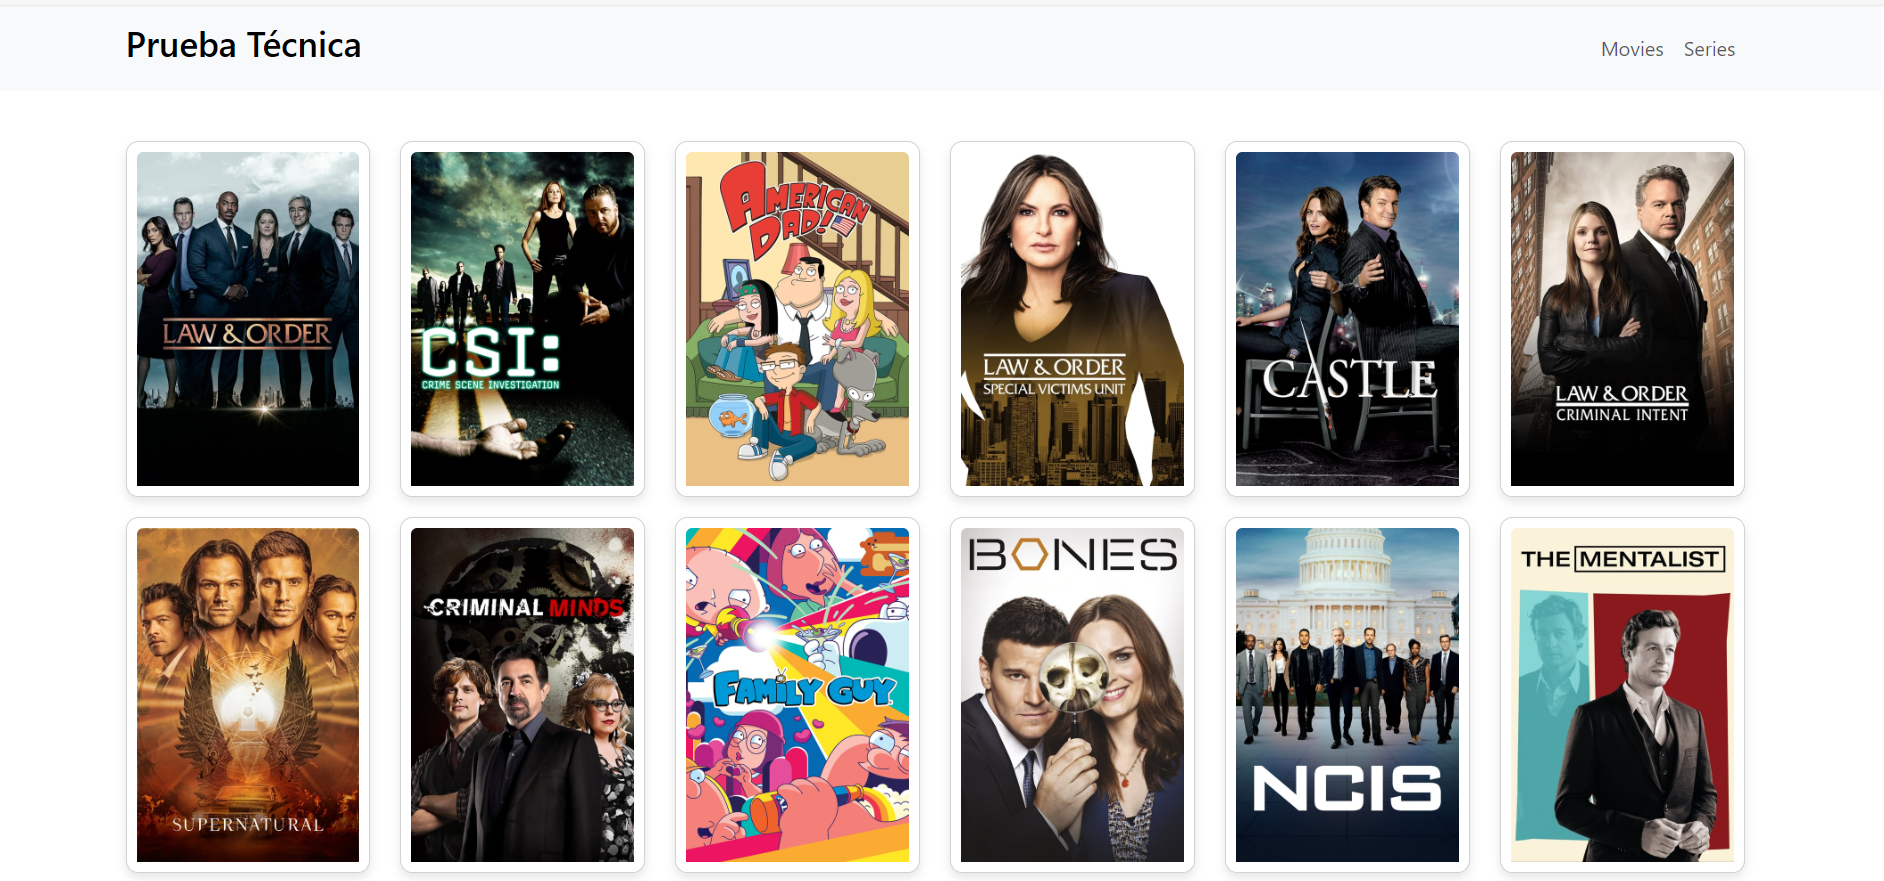 Prueba Técnica
Movies Series
LAW & ORDER
CSI:
CRIME SCENE INVESTIGATION
AMERICAN
DAD!
LAW & ORDER
SPECIAL VICTIMS UNIT
CASTLE
LAW & ORDER
CRIMINAL INTENT
SUPERNATURAL
CRIMINAL MINDS
FAMILY GUY
BONES
NCIS
THE MENTALIST